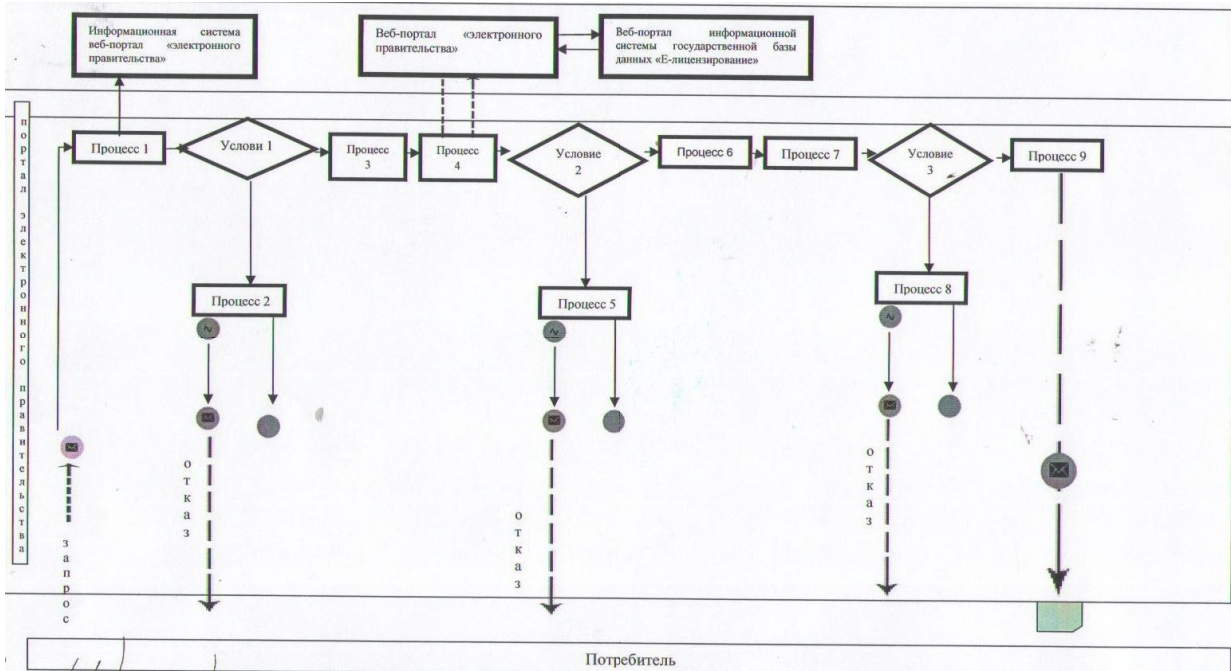 Информационная система
веб-портал «электронного
правительства»
Веб-портал «электронного
правительства»
Веб-портал информационной
системы государственной базы
данных «Е-лицензирование»
портал электронного правительства
Процесс 1
Услови 1
Процесс
3
Процесс
4
Условие
2
Процесс 6
Процесс 7
Условие
3
Процесс 9
Процесс 2
Процесс 5
Процесс 8
запрос
отказ
отказ
отказ
Потребитель